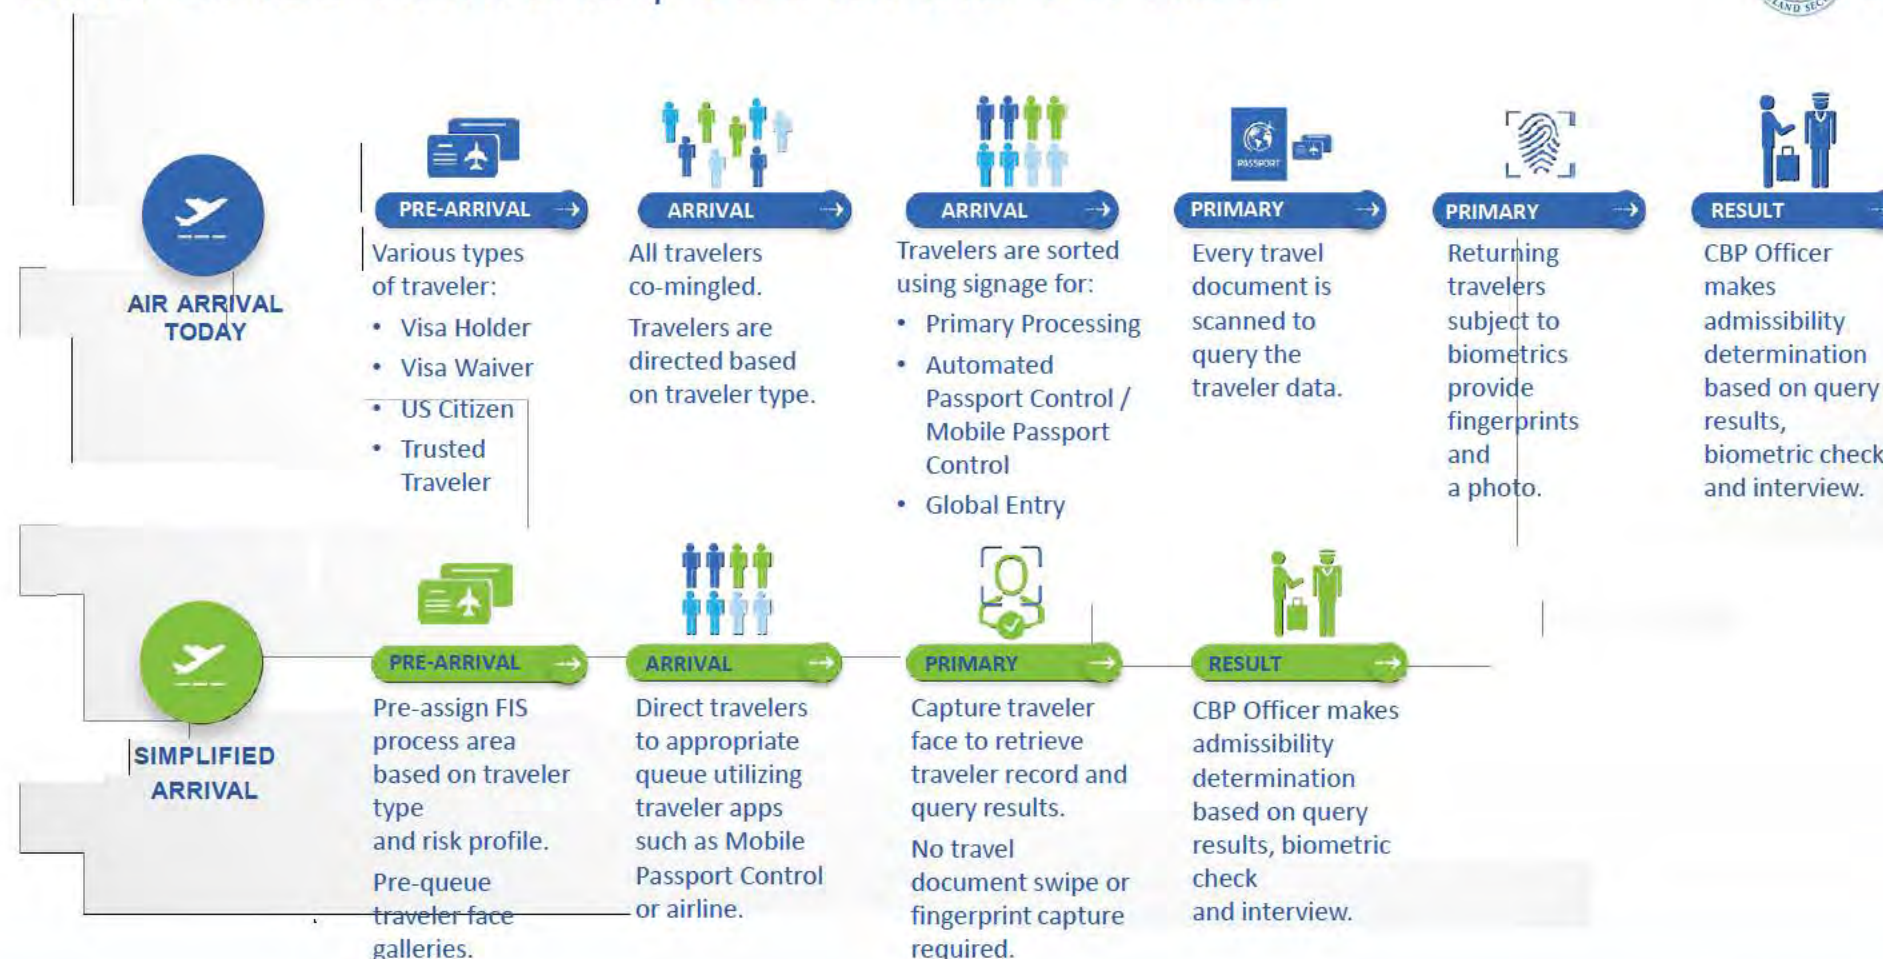 LAND SEC
PASSPORT
PRE-ARRIVAL
ARRIVAL
ARRIVAL
PRIMARY
PRIMARY
RESULT
AIR ARRIVAL
TODAY
Various types
of traveler:
• Visa Holder
• Visa Waiver
• US Citizen
• Trusted
Traveler
All travelers
co-mingled.
Travelers are
directed based
on traveler type.
Travelers are sorted
using signage for:
• Primary Processing
• Automated
Passport Control /
Mobile Passport
Control
• Global Entry
Every travel
document is
scanned to
query the
traveler data.
Returning
travelers
subject to
biometrics
provide
fingerprints
and
a photo.
CBP Officer
makes
admissibility
determination
based on query
results,
biometric check
and interview.
SIMPLIFIED
ARRIVAL
PRE-ARRIVAL
Pre-assign FIS
process area
based on traveler
type
and risk profile.
Pre-queue
traveler face
galleries.
ARRIVAL
Direct travelers
to appropriate
queue utilizing
traveler apps
such as Mobile
Passport Control
or airline.
PRIMARY
Capture traveler
face to retrieve
traveler record and
query results.
No travel
document swipe or
fingerprint capture
required.
RESULT
CBP Officer makes
admissibility
determination
based on query
results, biometric
check
and interview.